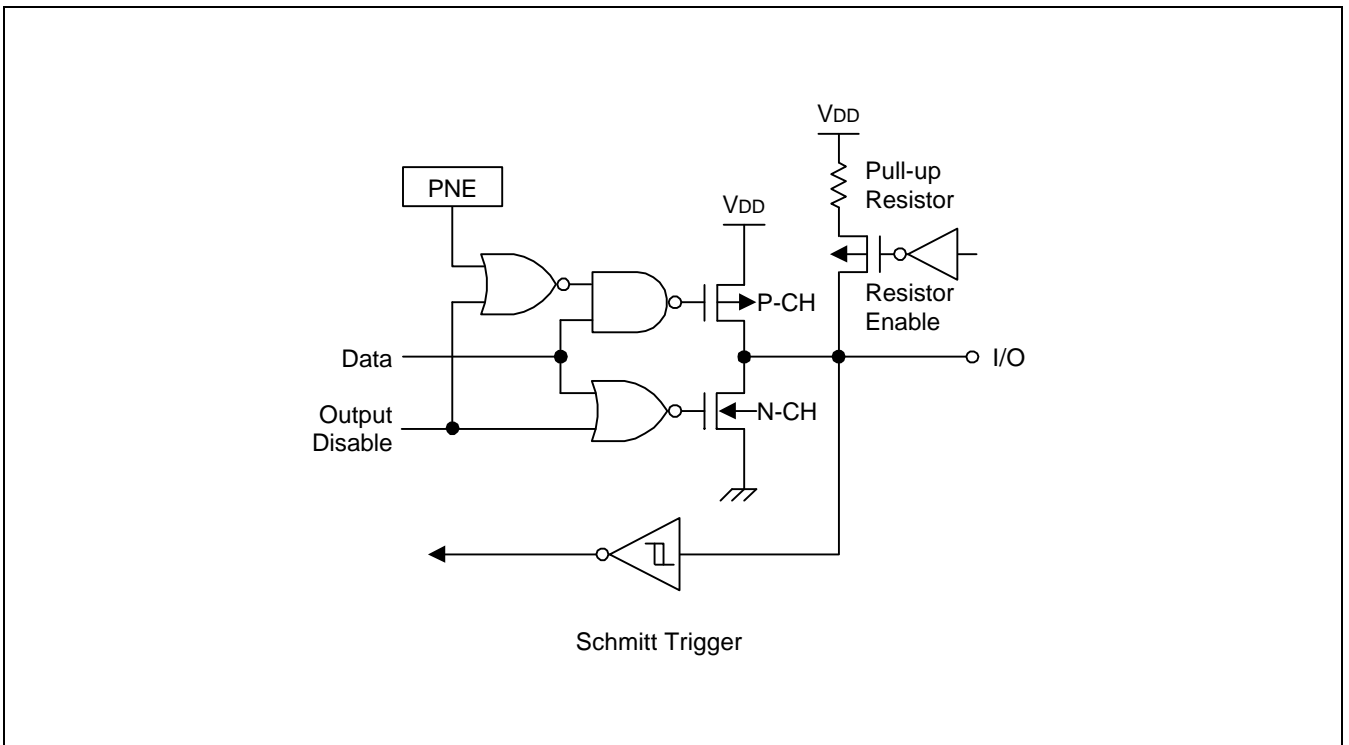 VDD
Pull-up
Resistor
PNE
VDD
P-CH
Resistor
Enable
Data
I/O
Output
Disable
N-CH
Schmitt Trigger